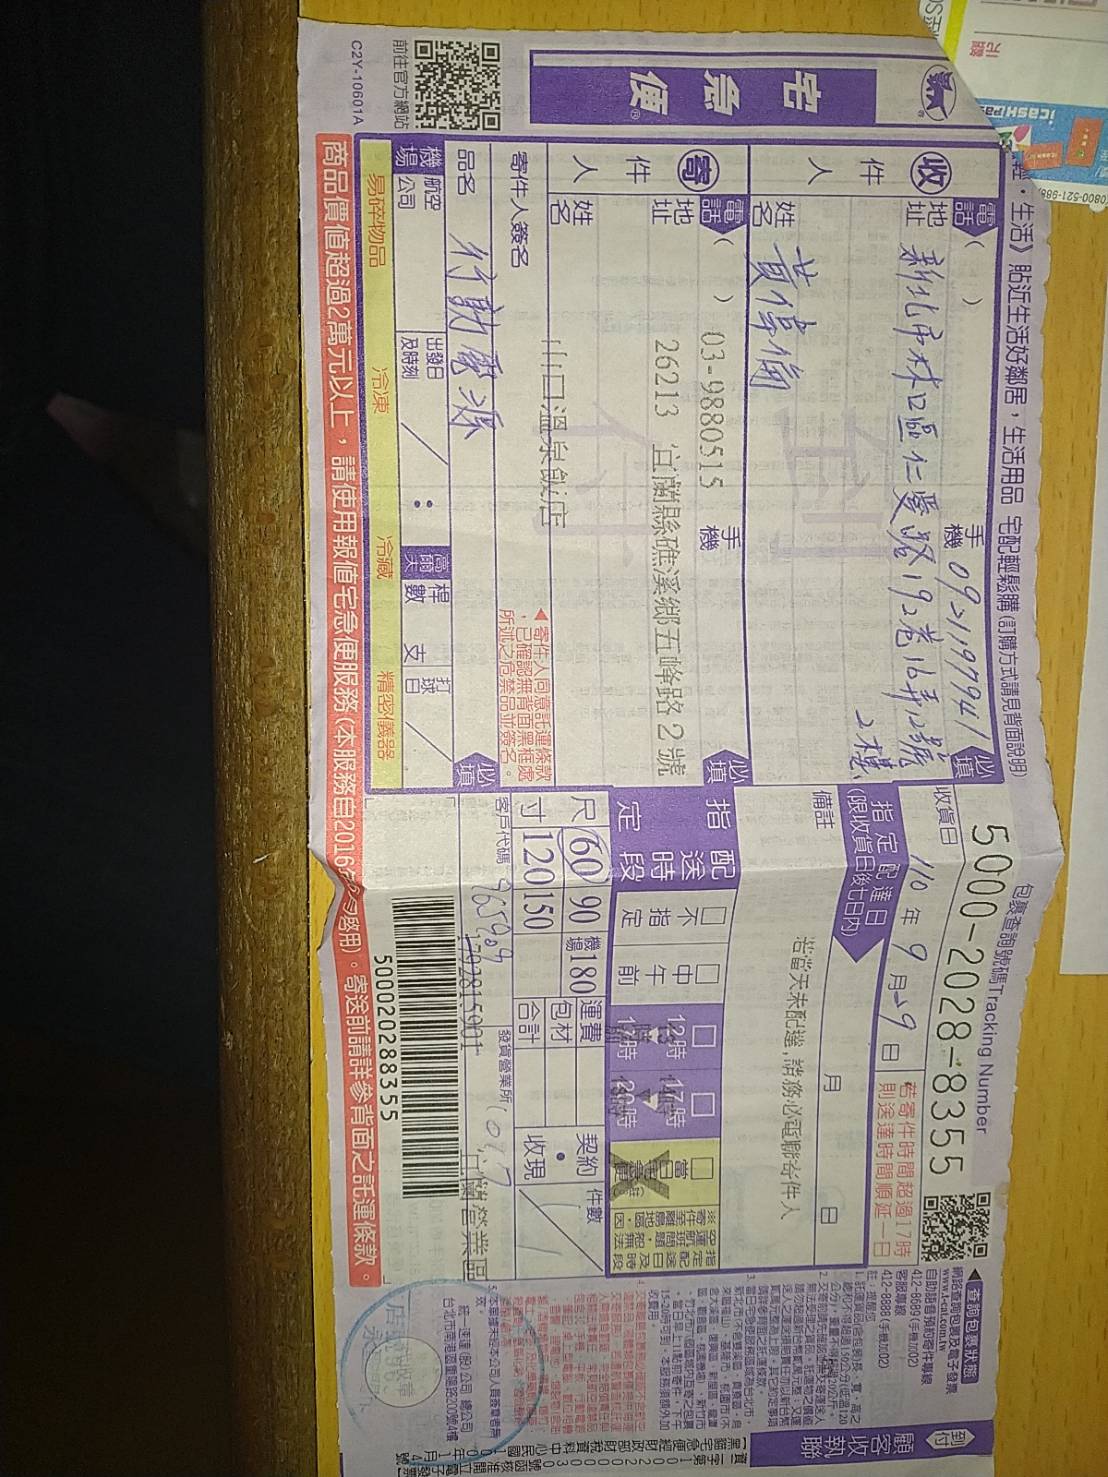 0800-521-98
icash Pay
元整
輕．生活》貼近生活好鄰居，生活用品 宅配輕鬆購(訂購方式請見背面說明)
宅急便
收件人
電話 ( )
手機 0921197941
必填
地址 新北市林口區仁愛路192巷16弄12號
2樓
姓名 黃偉倫
到付
寄件人
電話 ( ) 03-9880515
手機
必填
地址 26213 宜蘭縣礁溪鄉五峰路2號
姓名 山口溫泉飯店
寄件人簽名
◀寄件人同意託運條款
，已確認無背面黑框處
所述之危禁品並簽名。
品名 行動電源
必填
機場
航空公司
出發日及時刻 / :
高爾夫
桿數 支
打球日 /
易碎物品 冷凍 冷藏 精密儀器
商品價值超過2萬元以上，請使用報值宅急便服務(本服務自2016年 月啓用)。寄送前請詳參背面之託運條款。
前往官方網站
C2Y-10601A
包裹查詢號碼Tracking Number
5000-2028-8355
收貨日 110年9月29日
若寄件時間超過17時
則送達時間順延一日
指定配達日
(限收貨日後七日內)
月 日
備註
若當天未配達,請務必電聯寄件人
指定配送時段
不指定
中午前
12時
17時
17時
20時
當日宅急便
指定配送日及時段
空運航班問題，恕無法
※寄件至離島地區，因
尺寸
60 90 機場 180
120 150
運費
包材
合計
契約・收現
件數
客戶代碼
1792815901
發貨營業所
宜蘭營業區
500020288355
◀查詢包裹狀態
網路查詢包裹及電子發票
www.t-cat.com.tw
自助語音預約寄件專線
412-8689(手機加02)
客服專線
412-8888(手機加02)
註：提醒您
統一速達(股)公司 總公司
台北市南港區重陽路200號4樓
到付
顧客收執聯